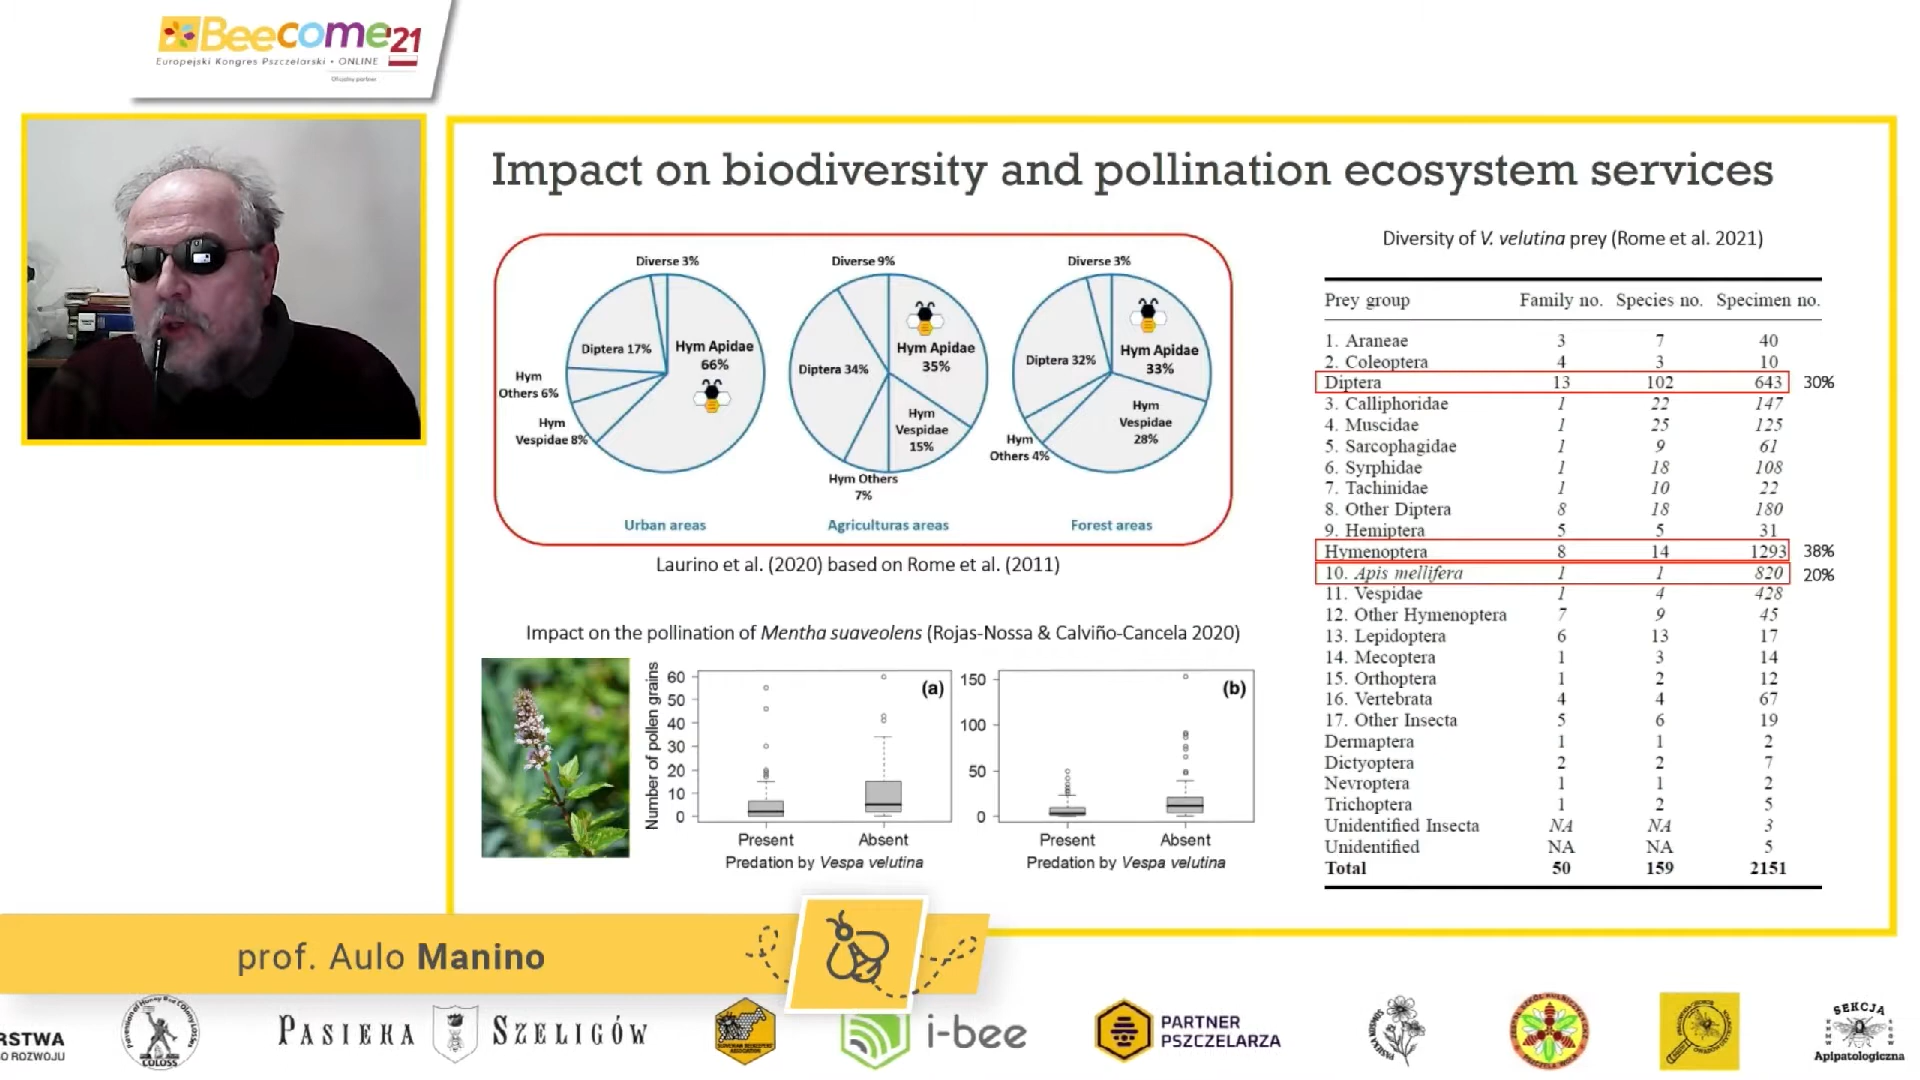 Beecome'21
Europejski Kongres Pszczelarski • ONLINE
Oficjalny partner
Impact on biodiversity and pollination ecosystem services
Diverse 3%
Diptera 17%
Hym Apidae
66%
Hym
Others 6%
Hym
Vespidae 8%
Urban areas
Diverse 9%
Hym Apidae
35%
Diptera 34%
Hym
Vespidae
15%
Hym Others
7%
Agriculturas areas
Diverse 3%
Hym Apidae
33%
Diptera 32%
Hym
Vespidae
28%
Hym
Others 4%
Forest areas
Laurino et al. (2020) based on Rome et al. (2011)
Impact on the pollination of Mentha suaveolens (Rojas-Nossa & Calviño-Cancela 2020)
Number of pollen grains
60
50
40
30
20
10
0
(a)
Present Absent
Predation by Vespa velutina
150
100
50
0
(b)
Present Absent
Predation by Vespa velutina
Diversity of V. velutina prey (Rome et al. 2021)
Prey group Family no. Species no. Specimen no.
1. Araneae 3 7 40
2. Coleoptera 4 3 10
Diptera 13 102 643 30%
3. Calliphoridae 1 22 147
4. Muscidae 1 25 125
5. Sarcophagidae 1 9 61
6. Syrphidae 1 18 108
7. Tachinidae 1 10 22
8. Other Diptera 8 18 180
9. Hemiptera 5 5 31
Hymenoptera 8 14 1293 38%
10. Apis mellifera 1 1 820 20%
11. Vespidae 1 4 428
12. Other Hymenoptera 7 9 45
13. Lepidoptera 6 13 17
14. Mecoptera 1 3 14
15. Orthoptera 1 2 12
16. Vertebrata 4 4 67
17. Other Insecta 5 6 19
Dermaptera 1 1 2
Dictyoptera 2 2 7
Nevroptera 1 1 2
Trichoptera 1 2 5
Unidentified Insecta NA NA 3
Unidentified NA NA 5
Total 50 159 2151
prof. Aulo Manino
RSTWA
O ROZWOJU
COLOSS
PASIEKA SZELIGÓW
i-bee
PARTNER
PSZCZELARZA
SEKCJA
Apipatologiczna